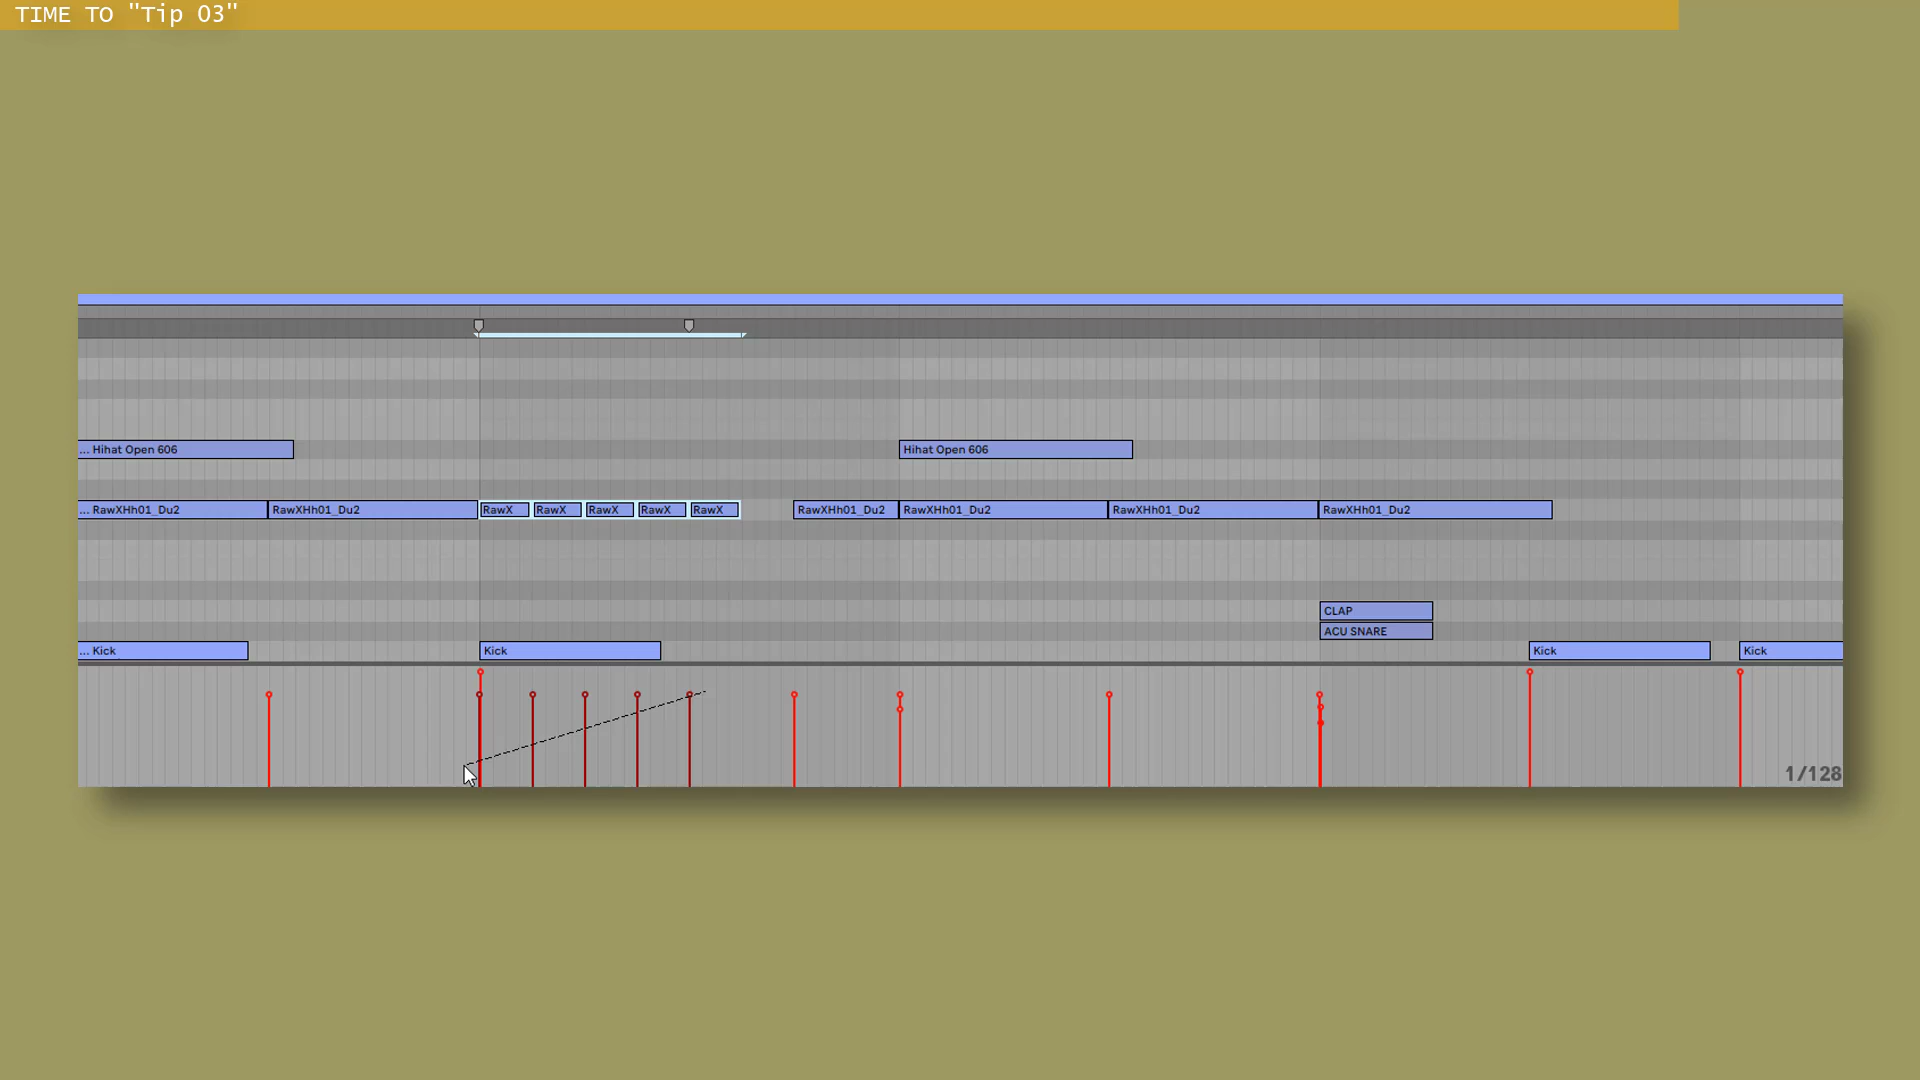 TIME TO "Tip 03"
... Hihat Open 606 Hihat Open 606
... RawXHh01_Du2 RawXHh01_Du2 RawX RawX RawX RawX RawX RawXHh01_Du2 RawXHh01_Du2 RawXHh01_Du2 RawXHh01_Du2
CLAP
ACU SNARE
... Kick Kick Kick Kick
1/128